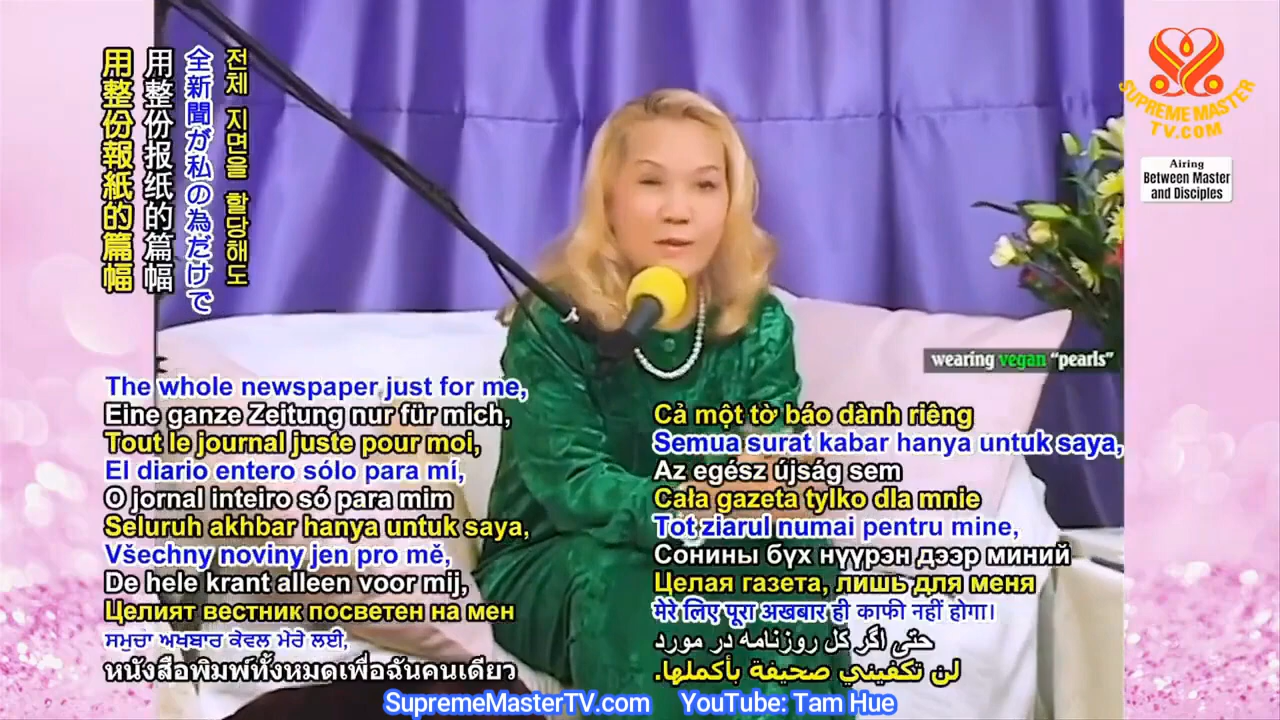 用整份報紙的篇幅
用整份报纸的篇幅
全新聞が私の為だけで
전체 지면을 할당해도
SUPREME MASTER
TV.COM
Airing
Between Master
and Disciples
wearing vegan “pearls”
The whole newspaper just for me,
Eine ganze Zeitung nur für mich,
Tout le journal juste pour moi,
El diario entero sólo para mí,
O jornal inteiro só para mim
Seluruh akhbar hanya untuk saya,
Všechny noviny jen pro mě,
De hele krant alleen voor mij,
Целият вестник посветен на мен
ਸਮੁਚਾ ਅਖਬਾਰ ਕੇਵਲ ਮੇਰੇ ਲਈ,
หนังสือพิมพ์ทั้งหมดเพื่อฉันคนเดียว
Cả một tờ báo dành riêng
Semua surat kabar hanya untuk saya,
Az egész újság sem
Cała gazeta tylko dla mnie
Tot ziarul numai pentru mine,
Сонины бүх нүүрэн дээр миний
Целая газета, лишь для меня
मेरे लिए पूरा अखबार ही काफी नहीं होगा।
حتی اگر کل روزنامه در مورد
لن تكفيني صحيفة بأكملها.
SupremeMasterTV.com YouTube: Tam Hue